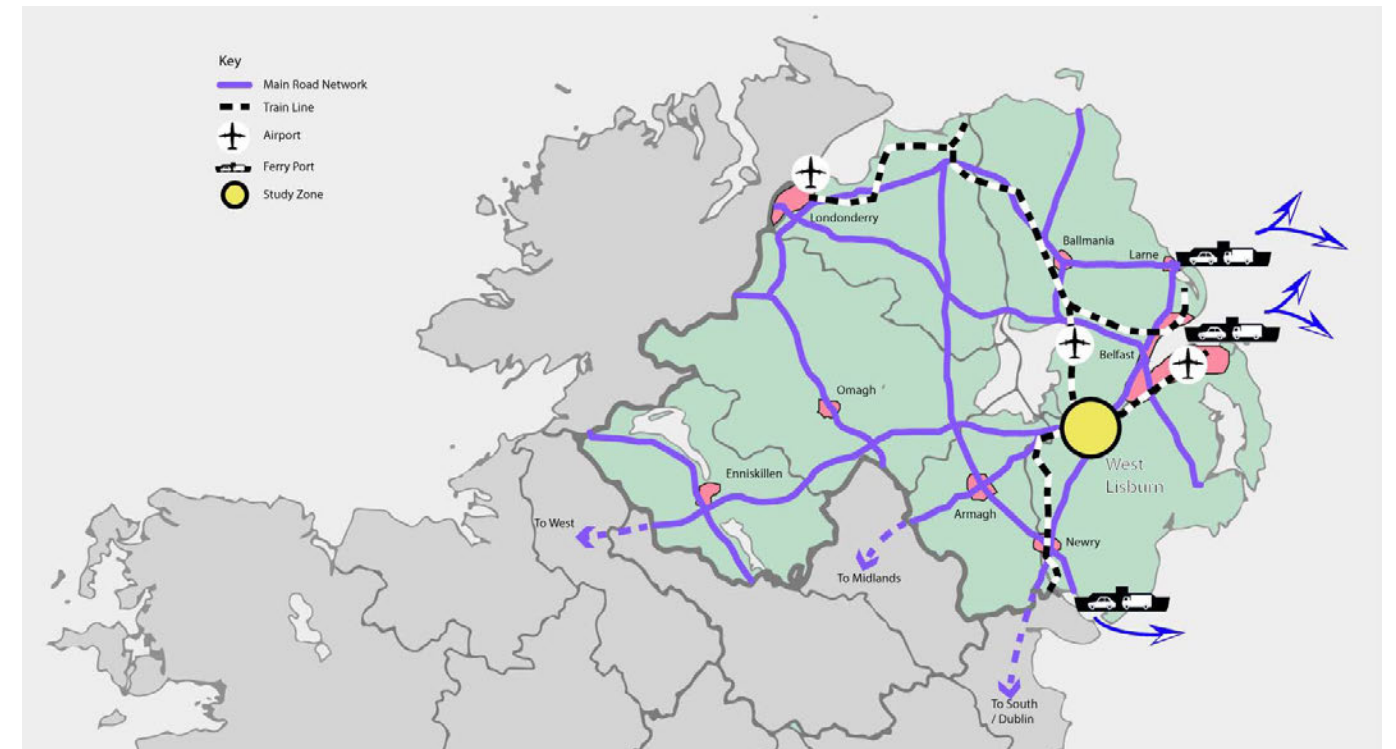 Key
Main Road Network
Train Line
Airport
Ferry Port
Study Zone
Londonderry
Ballmania
Larne
Belfast
Omagh
West
Lisburn
Enniskillen
Armagh
To West
Newry
To Midlands
To South
/ Dublin